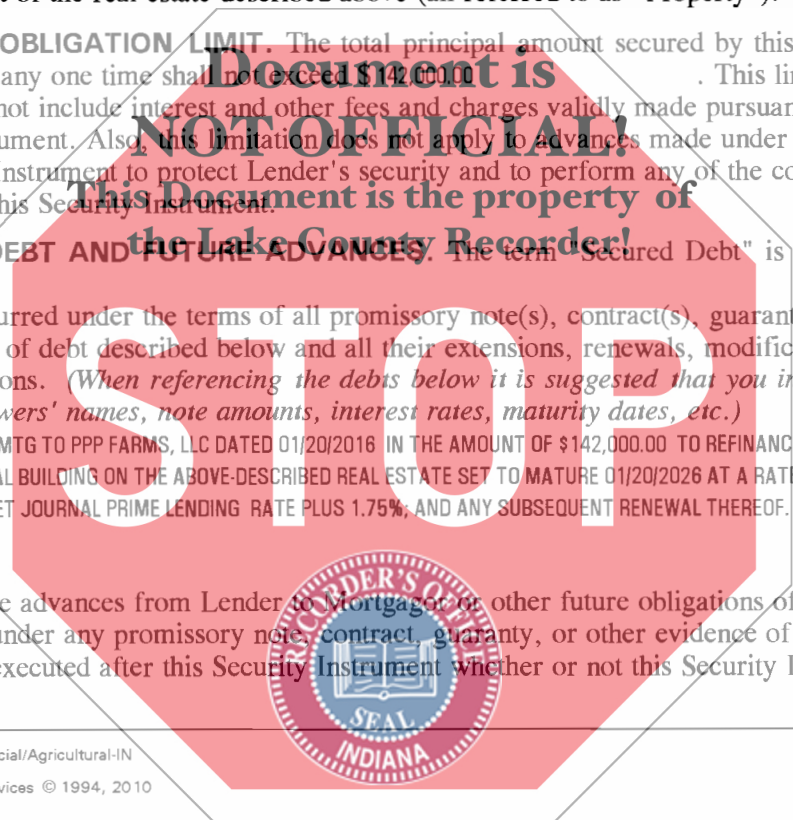 t of the real estate described above (all referred to as "Property").
OBLIGATION LIMIT. The total principal amount secured by this
any one time shall not exceed $142,000.00 . This li
not include interest and other fees and charges validly made pursuan
ument. Also, this limitation does not apply to advances made under
Instrument to protect Lender's security and to perform any of the co
his Security Instrument.
Document is
NOT OFFICIAL!
This Document is the property of
the Lake County Recorder!
DEBT AND FUTURE ADVANCES. The term "Secured Debt" is
urred under the terms of all promissory note(s), contract(s), guarant
of debt described below and all their extensions, renewals, modific
ons. (When referencing the debts below it is suggested that you in
wers' names, note amounts, interest rates, maturity dates, etc.)
MTG TO PPP FARMS, LLC DATED 01/20/2016 IN THE AMOUNT OF $142,000.00 TO REFINANC
AL BUILDING ON THE ABOVE-DESCRIBED REAL ESTATE SET TO MATURE 01/20/2026 AT A RATE
ET JOURNAL PRIME LENDING RATE PLUS 1.75%; AND ANY SUBSEQUENT RENEWAL THEREOF.
STOP
e advances from Lender to Mortgagor or other future obligations of
under any promissory note, contract, guaranty, or other evidence of
executed after this Security Instrument whether or not this Security I
RECORDER'S OFFICE
SEAL
INDIANA
cial/Agricultural-IN
vices © 1994, 2010